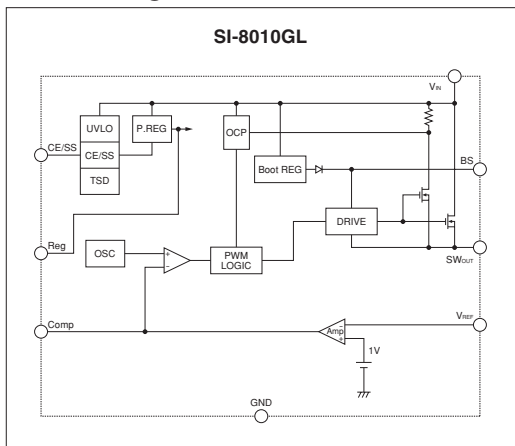 SI-8010GL
VIN
UVLO
P.REG
OCP
CE/SS
CE/SS
BS
Boot REG
TSD
DRIVE
Reg
OSC
+
−
PWM
LOGIC
SWOUT
Comp
VREF
Amp
−
+
1V
GND